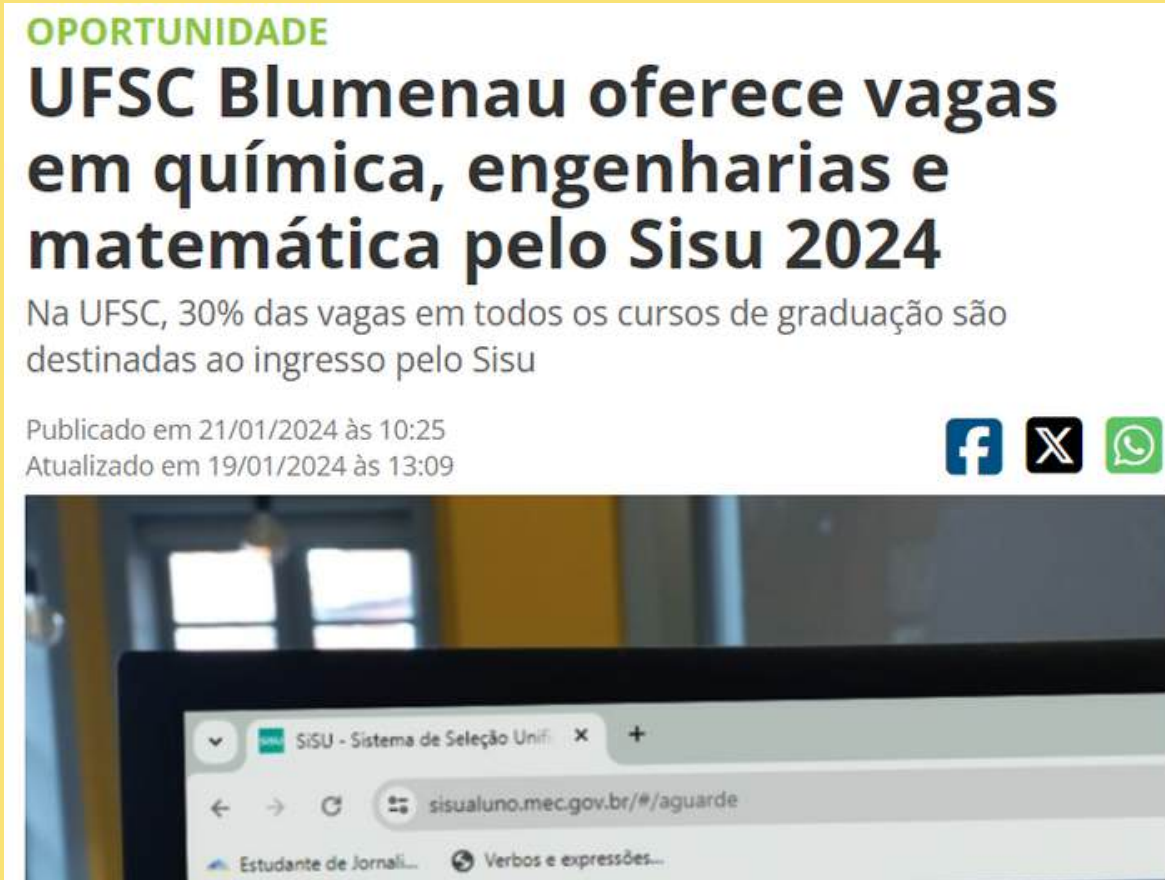 OPORTUNIDADE
UFSC Blumenau oferece vagas
em química, engenharias e
matemática pelo Sisu 2024
Na UFSC, 30% das vagas em todos os cursos de graduação são
destinadas ao ingresso pelo Sisu
Publicado em 21/01/2024 às 10:25
Atualizado em 19/01/2024 às 13:09
SiSU - Sistema de Seleção Unifi
sisualuno.mec.gov.br/#/aguarde
Estudante de Jornali... Verbos e expressões...